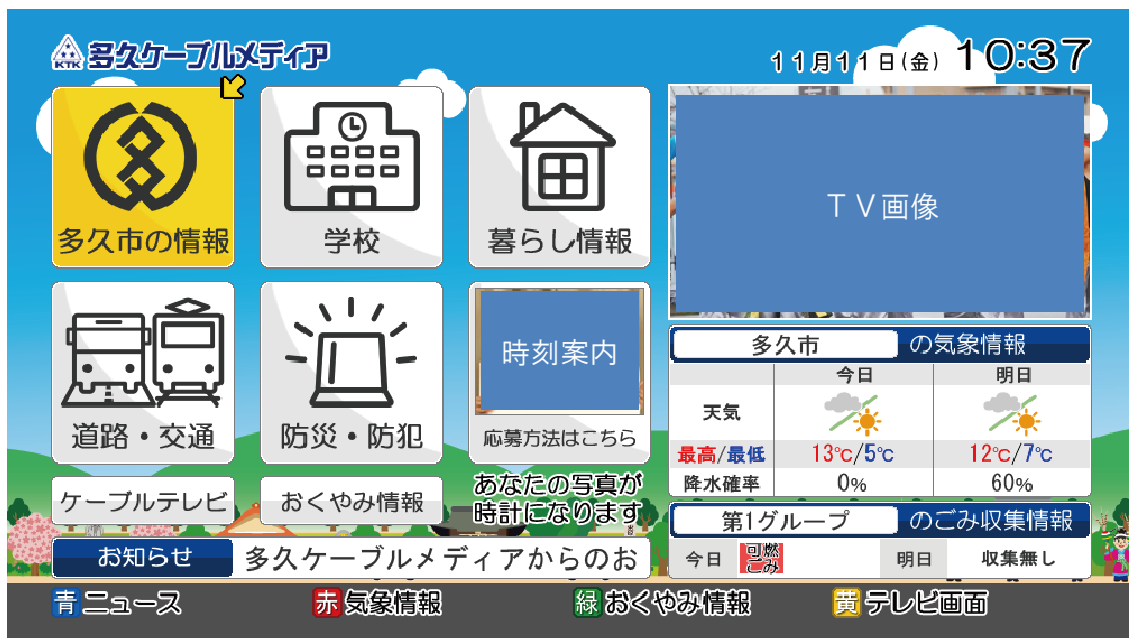 KTK 多久ケーブルメディア
11月11日(金) 10:37
多久市の情報
学校
暮らし情報
TV画像
道路・交通
防災・防犯
時刻案内
応募方法はこちら
多久市 の気象情報
今日 明日
天気
最高/最低 13℃/5℃ 12℃/7℃
降水確率 0% 60%
ケーブルテレビ
おくやみ情報
あなたの写真が
時計になります
第1グループ のごみ収集情報
今日 可燃
ごみ
明日 収集無し
お知らせ 多久ケーブルメディアからのお
青 ニュース 赤 気象情報 緑 おくやみ情報 黄 テレビ画面